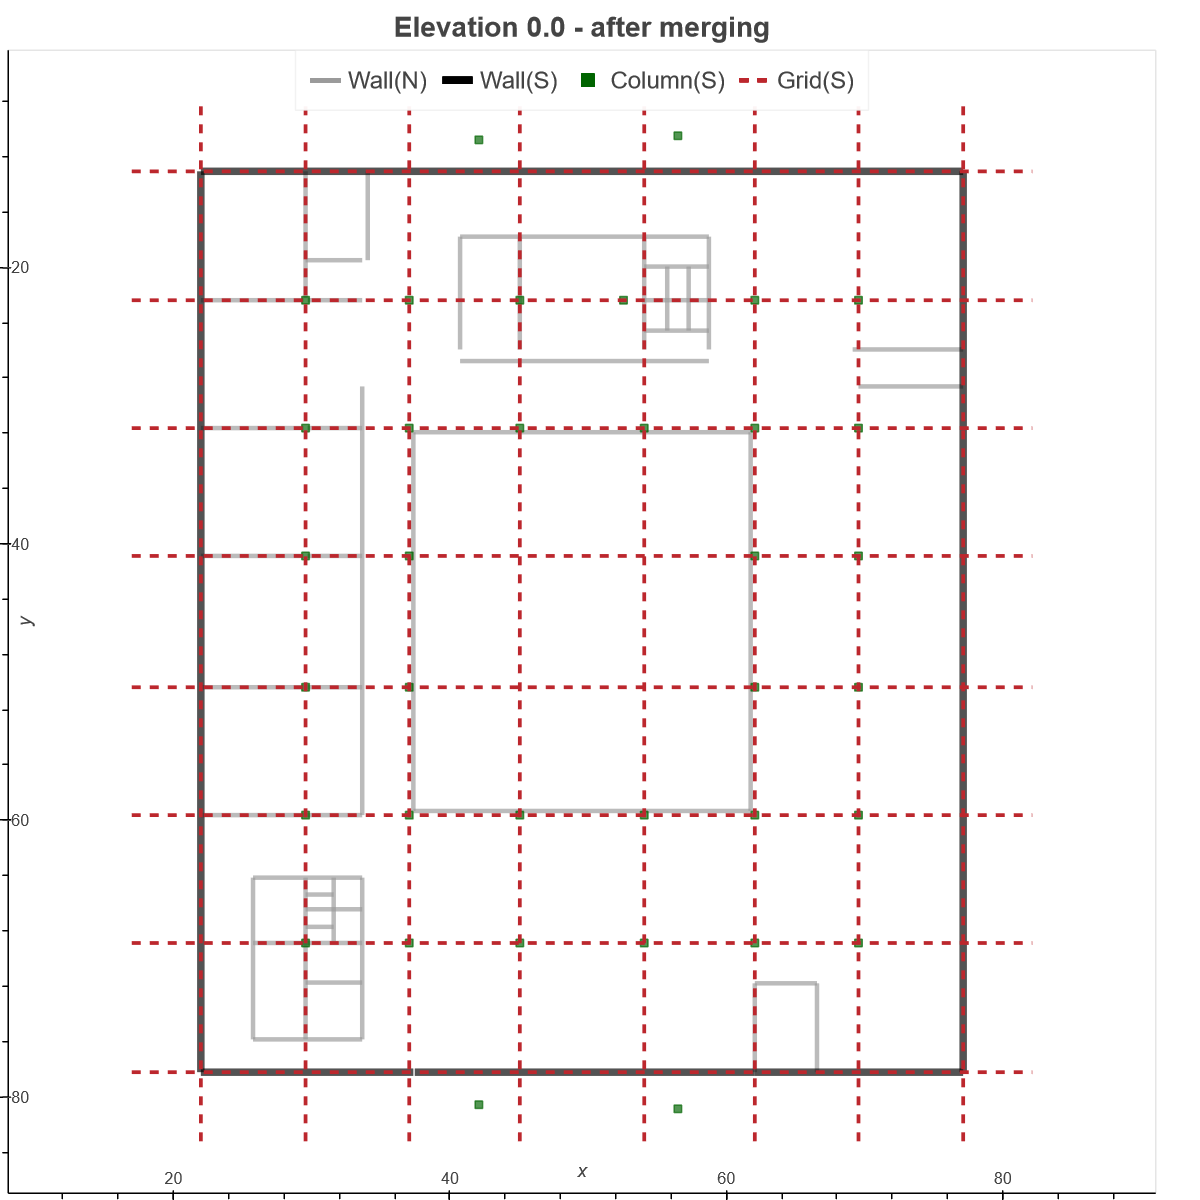 Elevation 0.0 - after merging
Wall(N) Wall(S) Column(S) Grid(S)
20
40
y
60
80
x
20 40 60 80